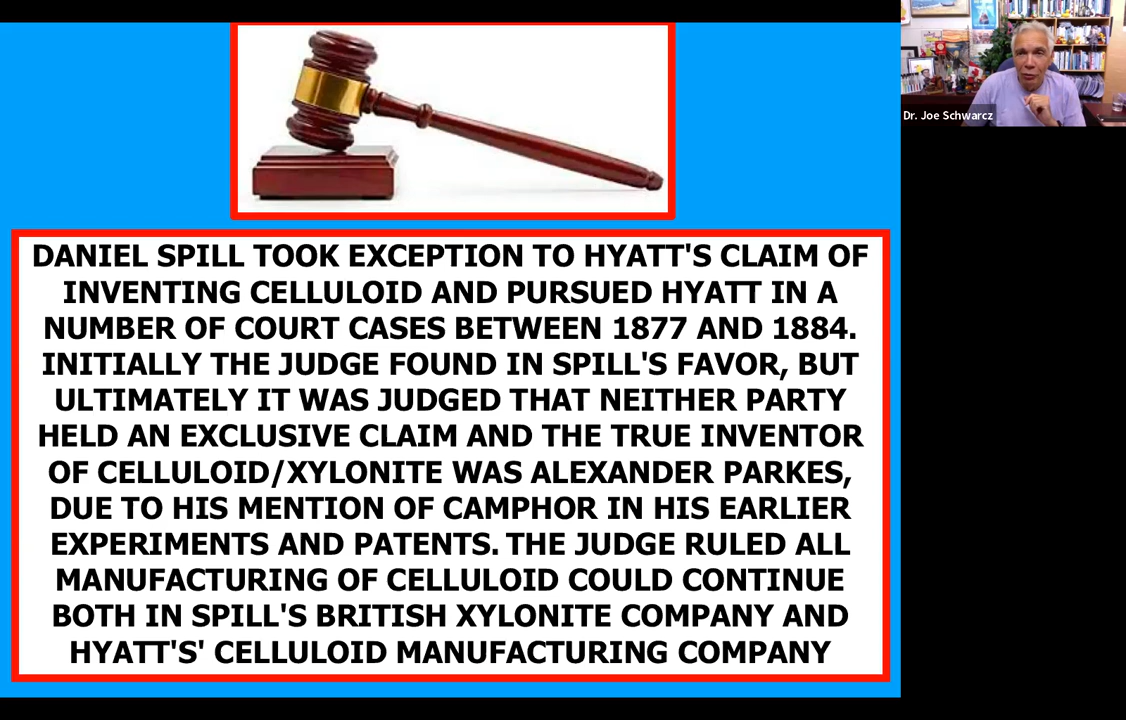 Dr. Joe Schwarcz
DANIEL SPILL TOOK EXCEPTION TO HYATT'S CLAIM OF
INVENTING CELLULOID AND PURSUED HYATT IN A
NUMBER OF COURT CASES BETWEEN 1877 AND 1884.
INITIALLY THE JUDGE FOUND IN SPILL'S FAVOR, BUT
ULTIMATELY IT WAS JUDGED THAT NEITHER PARTY
HELD AN EXCLUSIVE CLAIM AND THE TRUE INVENTOR
OF CELLULOID/XYLONITE WAS ALEXANDER PARKES,
DUE TO HIS MENTION OF CAMPHOR IN HIS EARLIER
EXPERIMENTS AND PATENTS. THE JUDGE RULED ALL
MANUFACTURING OF CELLULOID COULD CONTINUE
BOTH IN SPILL'S BRITISH XYLONITE COMPANY AND
HYATT'S' CELLULOID MANUFACTURING COMPANY